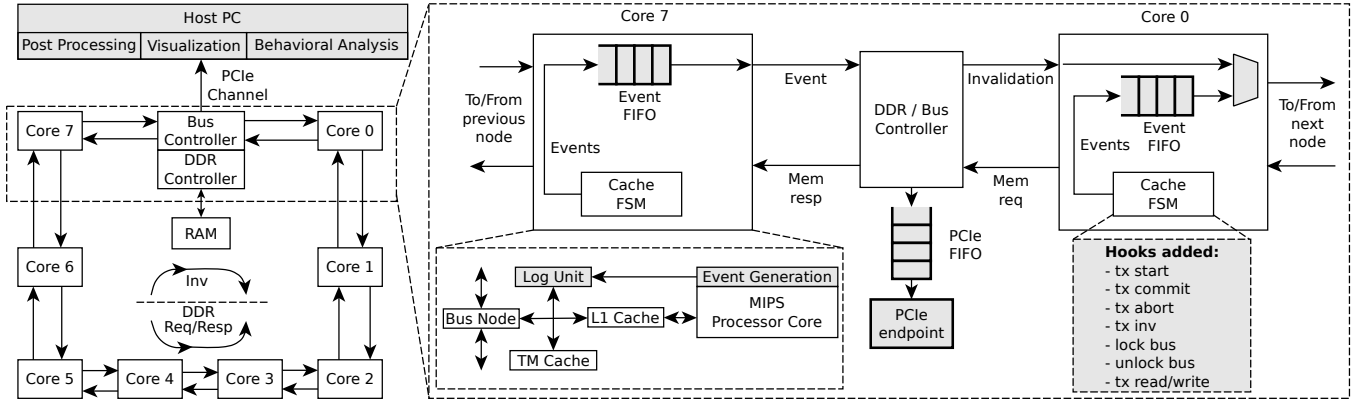 Host PC
Post Processing
Visualization
Behavioral Analysis
PCIe
Channel
Core 7
Bus
Controller
Core 0
DDR
Controller
RAM
Core 6
Core 1
Inv
DDR
Req/Resp
Core 5
Core 4
Core 3
Core 2
Core 7
Core 0
To/From
previous
node
Event
FIFO
Events
Cache
FSM
Event
DDR / Bus
Controller
Invalidation
Mem
resp
Mem
req
Event
FIFO
Events
Cache
FSM
To/From
next
node
PCIe
FIFO
PCIe
endpoint
Log Unit
Event Generation
Bus Node
L1 Cache
MIPS
Processor Core
TM Cache
Hooks added:
- tx start
- tx commit
- tx abort
- tx inv
- lock bus
- unlock bus
- tx read/write